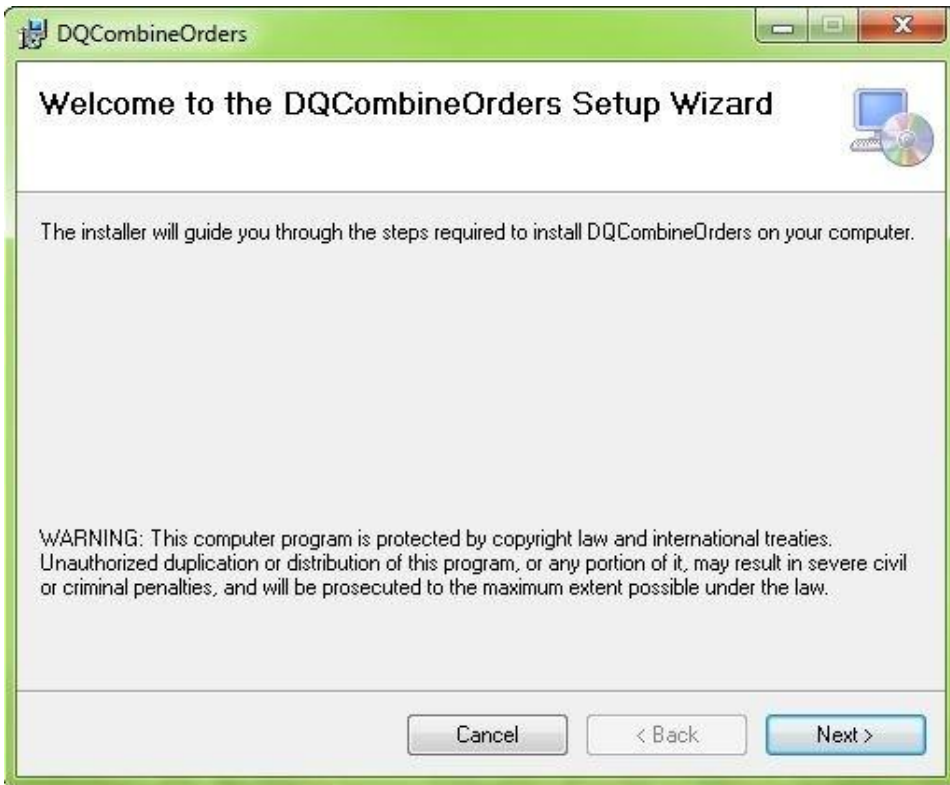 DQCombineOrders
Welcome to the DQCombineOrders Setup Wizard
The installer will guide you through the steps required to install DQCombineOrders on your computer.
WARNING: This computer program is protected by copyright law and international treaties.
Unauthorized duplication or distribution of this program, or any portion of it, may result in severe civil
or criminal penalties, and will be prosecuted to the maximum extent possible under the law.
Cancel
< Back
Next >